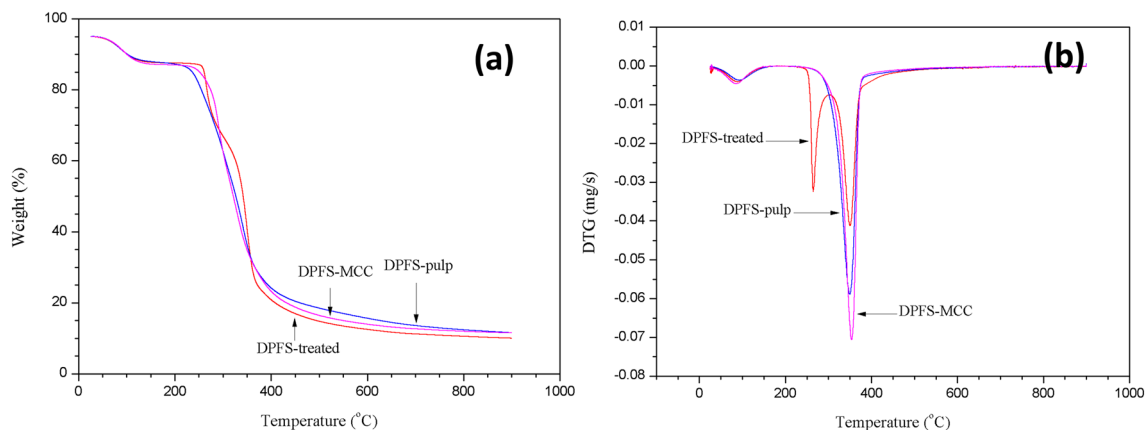 100
80
60
40
20
0
Weight (%)
(a)
DPFS-MCC
DPFS-pulp
DPFS-treated
0
200
400
600
800
1000
Temperature (°C)
0.01
0.00
-0.01
-0.02
-0.03
-0.04
-0.05
-0.06
-0.07
-0.08
DTG (mg/s)
(b)
DPFS-treated
DPFS-pulp
DPFS-MCC
0
200
400
600
800
1000
Temperature (°C)